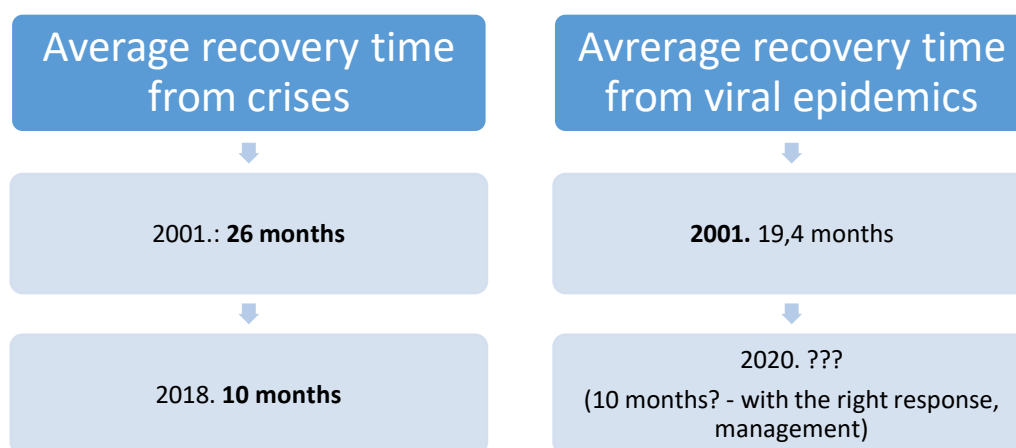 Average recovery time
from crises
2001.: 26 months
2018. 10 months
Avrerage recovery time
from viral epidemics
2001. 19,4 months
2020. ???
(10 months? - with the right response,
management)